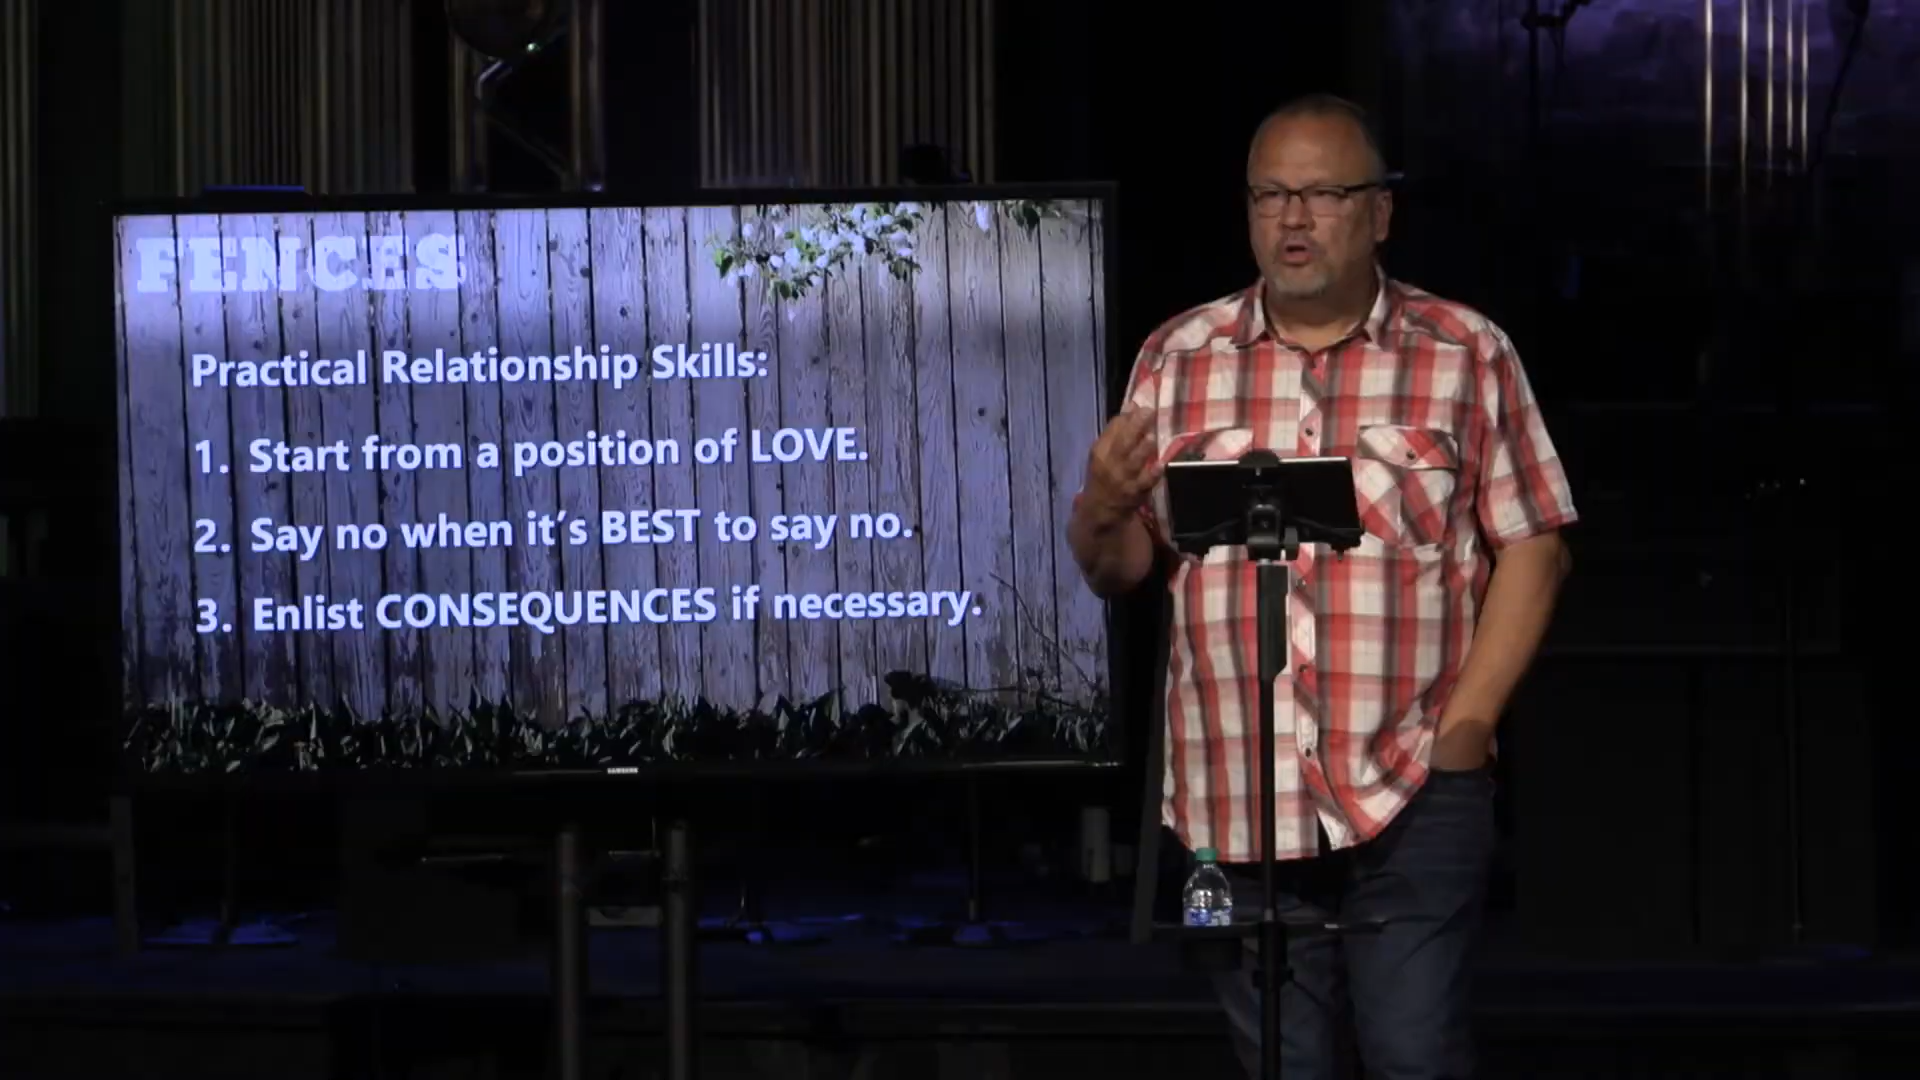 FENCES
Practical Relationship Skills:
1. Start from a position of LOVE.
2. Say no when it's BEST to say no.
3. Enlist CONSEQUENCES if necessary.
SAMSUNG